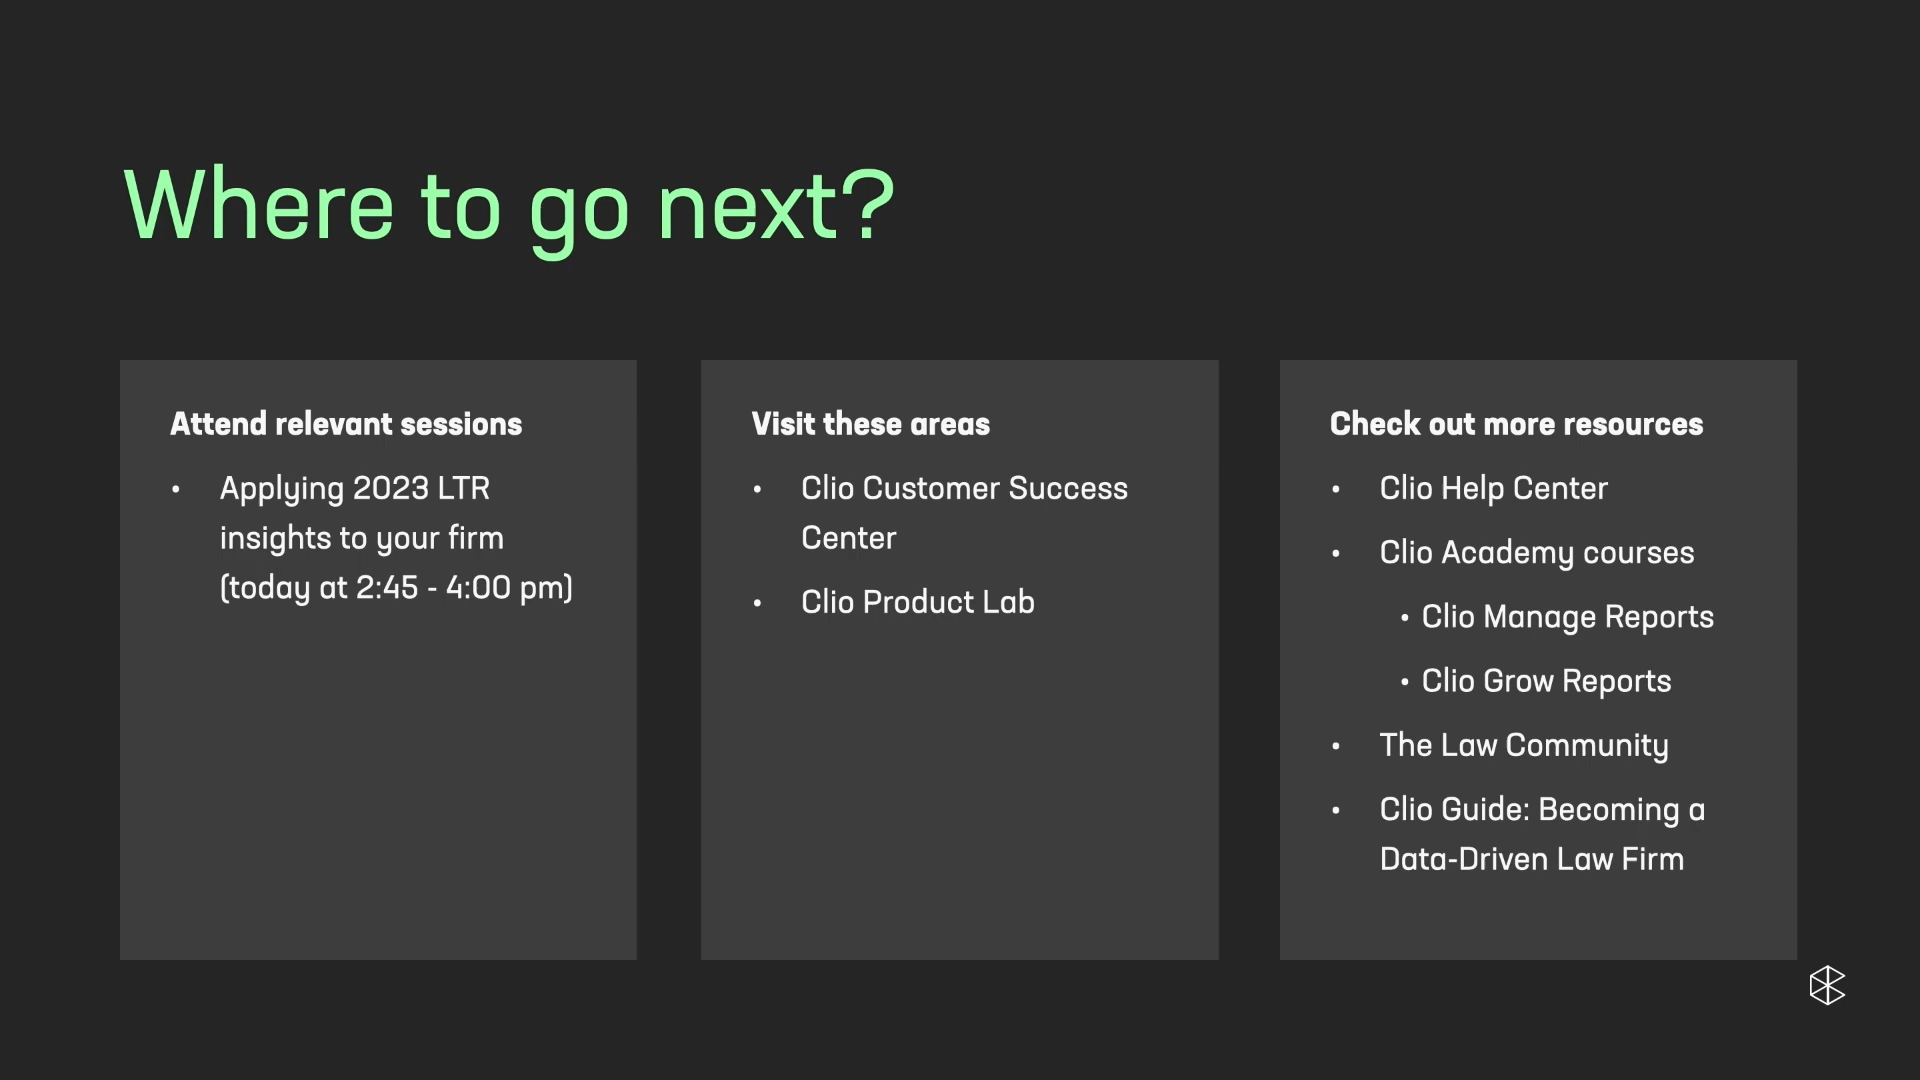 Where to go next?
Attend relevant sessions
• Applying 2023 LTR
insights to your firm
(today at 2:45 - 4:00 pm)
Visit these areas
• Clio Customer Success
Center
• Clio Product Lab
Check out more resources
• Clio Help Center
• Clio Academy courses
• Clio Manage Reports
• Clio Grow Reports
• The Law Community
• Clio Guide: Becoming a
Data-Driven Law Firm